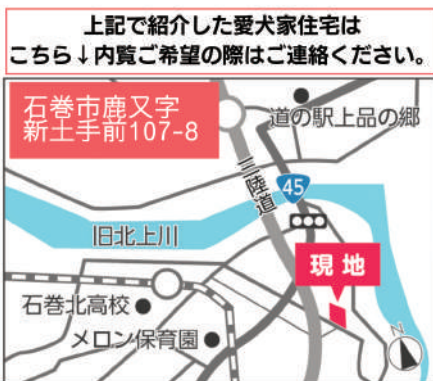 上記で紹介した愛犬家住宅は
こちら↓内覧ご希望の際はご連絡ください。
石巻市鹿又字
新土手前107-8
道の駅上品の郷
三陸道
45
旧北上川
現地
石巻北高校
メロン保育園
N